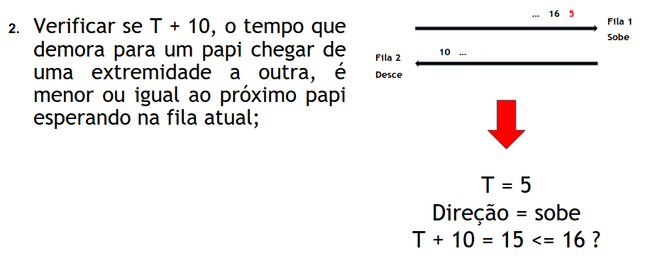 2. Verificar se T + 10, o tempo que
demora para um papi chegar de
uma extremidade a outra, é
menor ou igual ao próximo papi
esperando na fila atual;
... 16 5
Fila 1
Sobe
10 ...
Fila 2
Desce
T = 5
Direção = sobe
T + 10 = 15 <= 16 ?